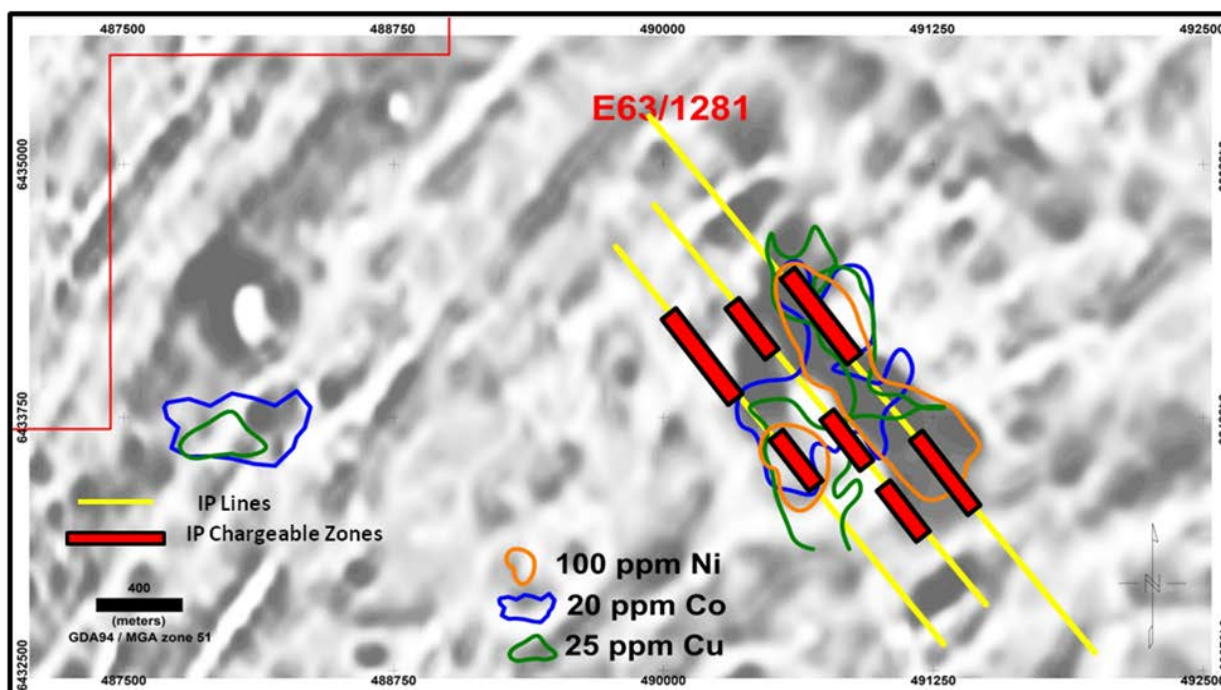 487500 488750 490000 491250 492500
E63/1281
6435000
6433750
IP Lines
IP Chargeable Zones
100 ppm Ni
400
20 ppm Co
(meters)
GDA94 / MGA zone 51
25 ppm Cu
N
6432500
487500 488750 490000 491250 492500